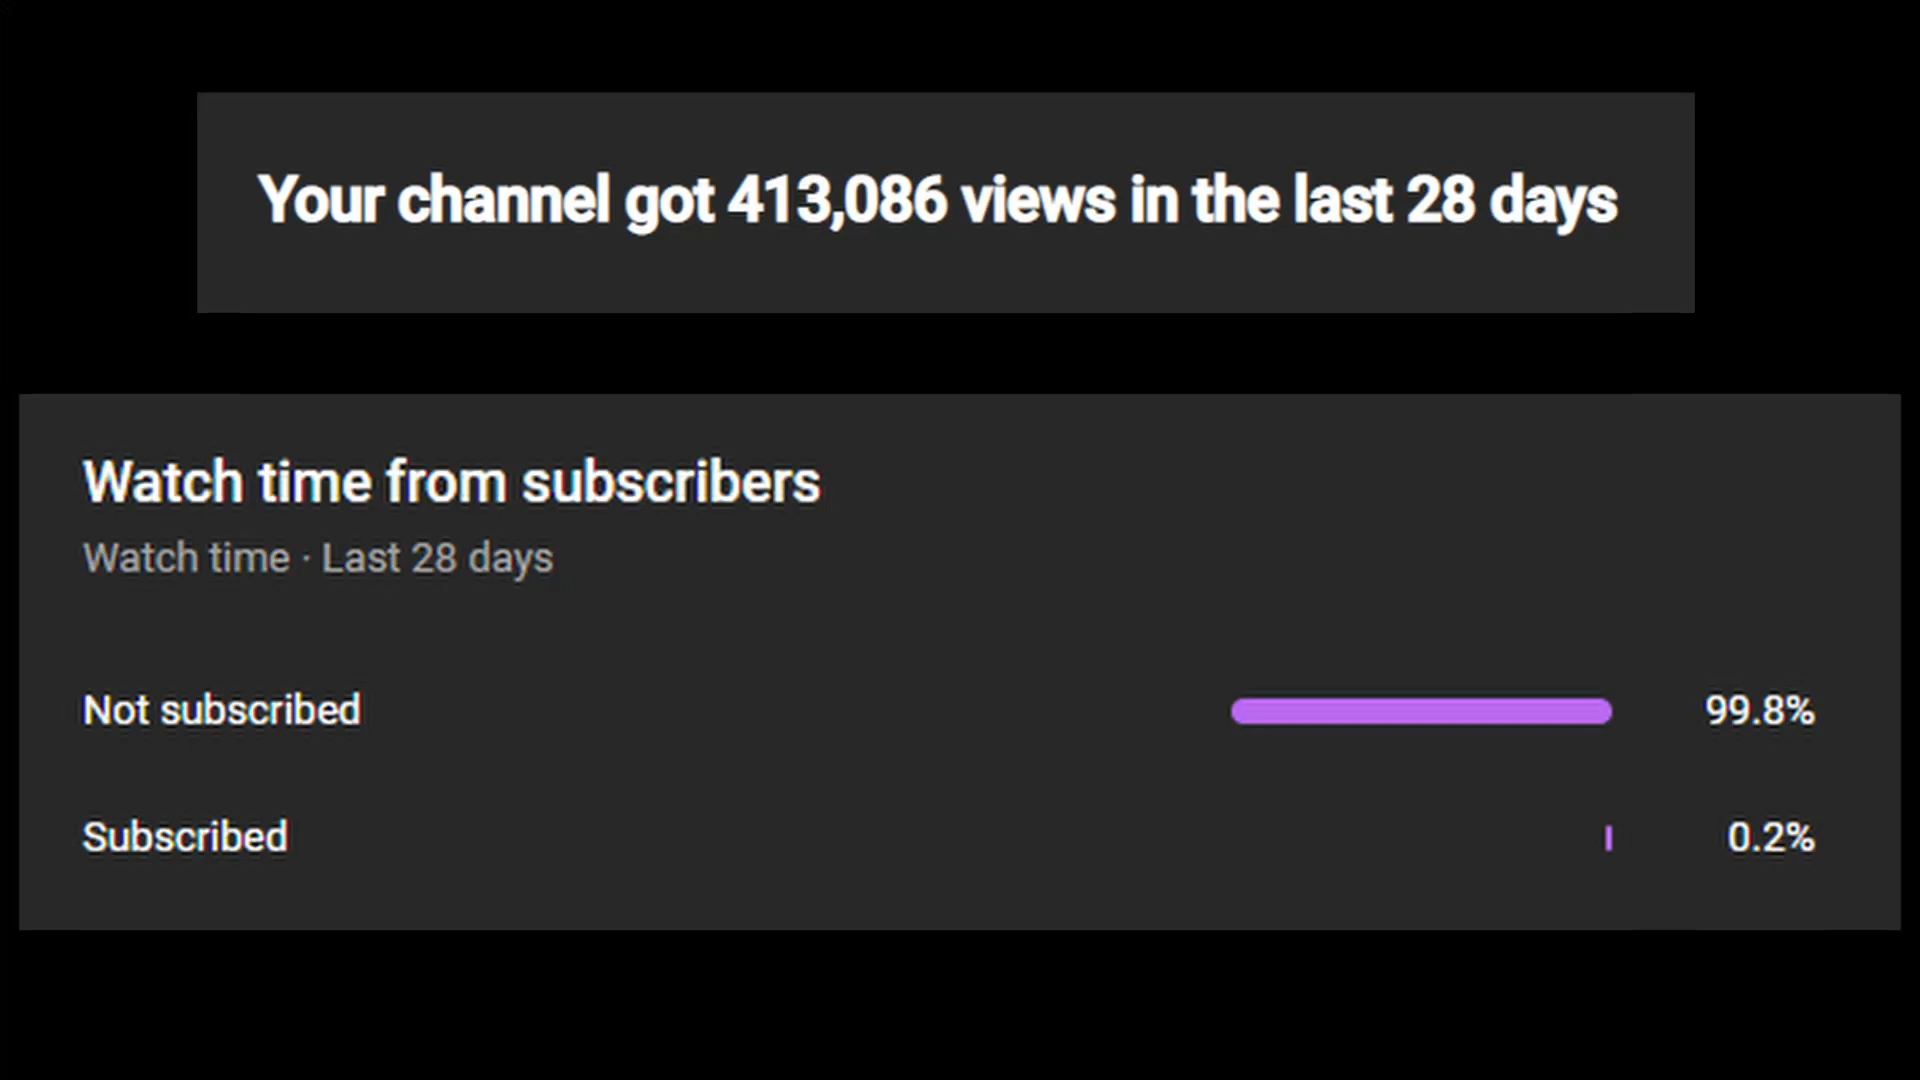 Your channel got 413,086 views in the last 28 days
Watch time from subscribers
Watch time · Last 28 days
Not subscribed 99.8%
Subscribed 0.2%